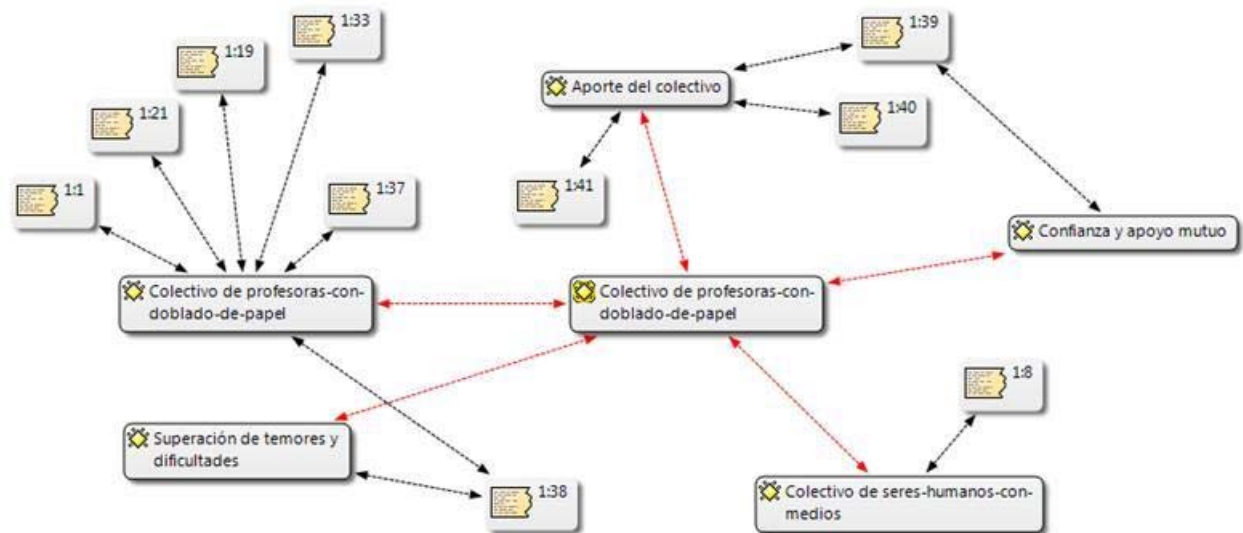 1:33
1:19
1:21
1:1
1:37
1:39
Aporte del colectivo
1:40
1:41
Confianza y apoyo mutuo
Colectivo de profesoras-con-
doblado-de-papel
Colectivo de profesoras-con-
doblado-de-papel
1:8
Superación de temores y
dificultades
1:38
Colectivo de seres-humanos-con-
medios